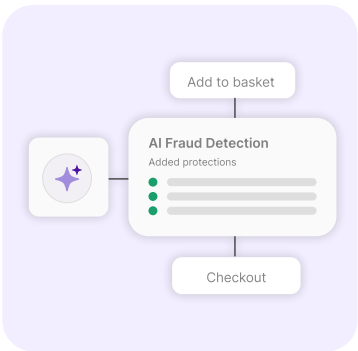 Add to basket
AI Fraud Detection
Added protections
Checkout